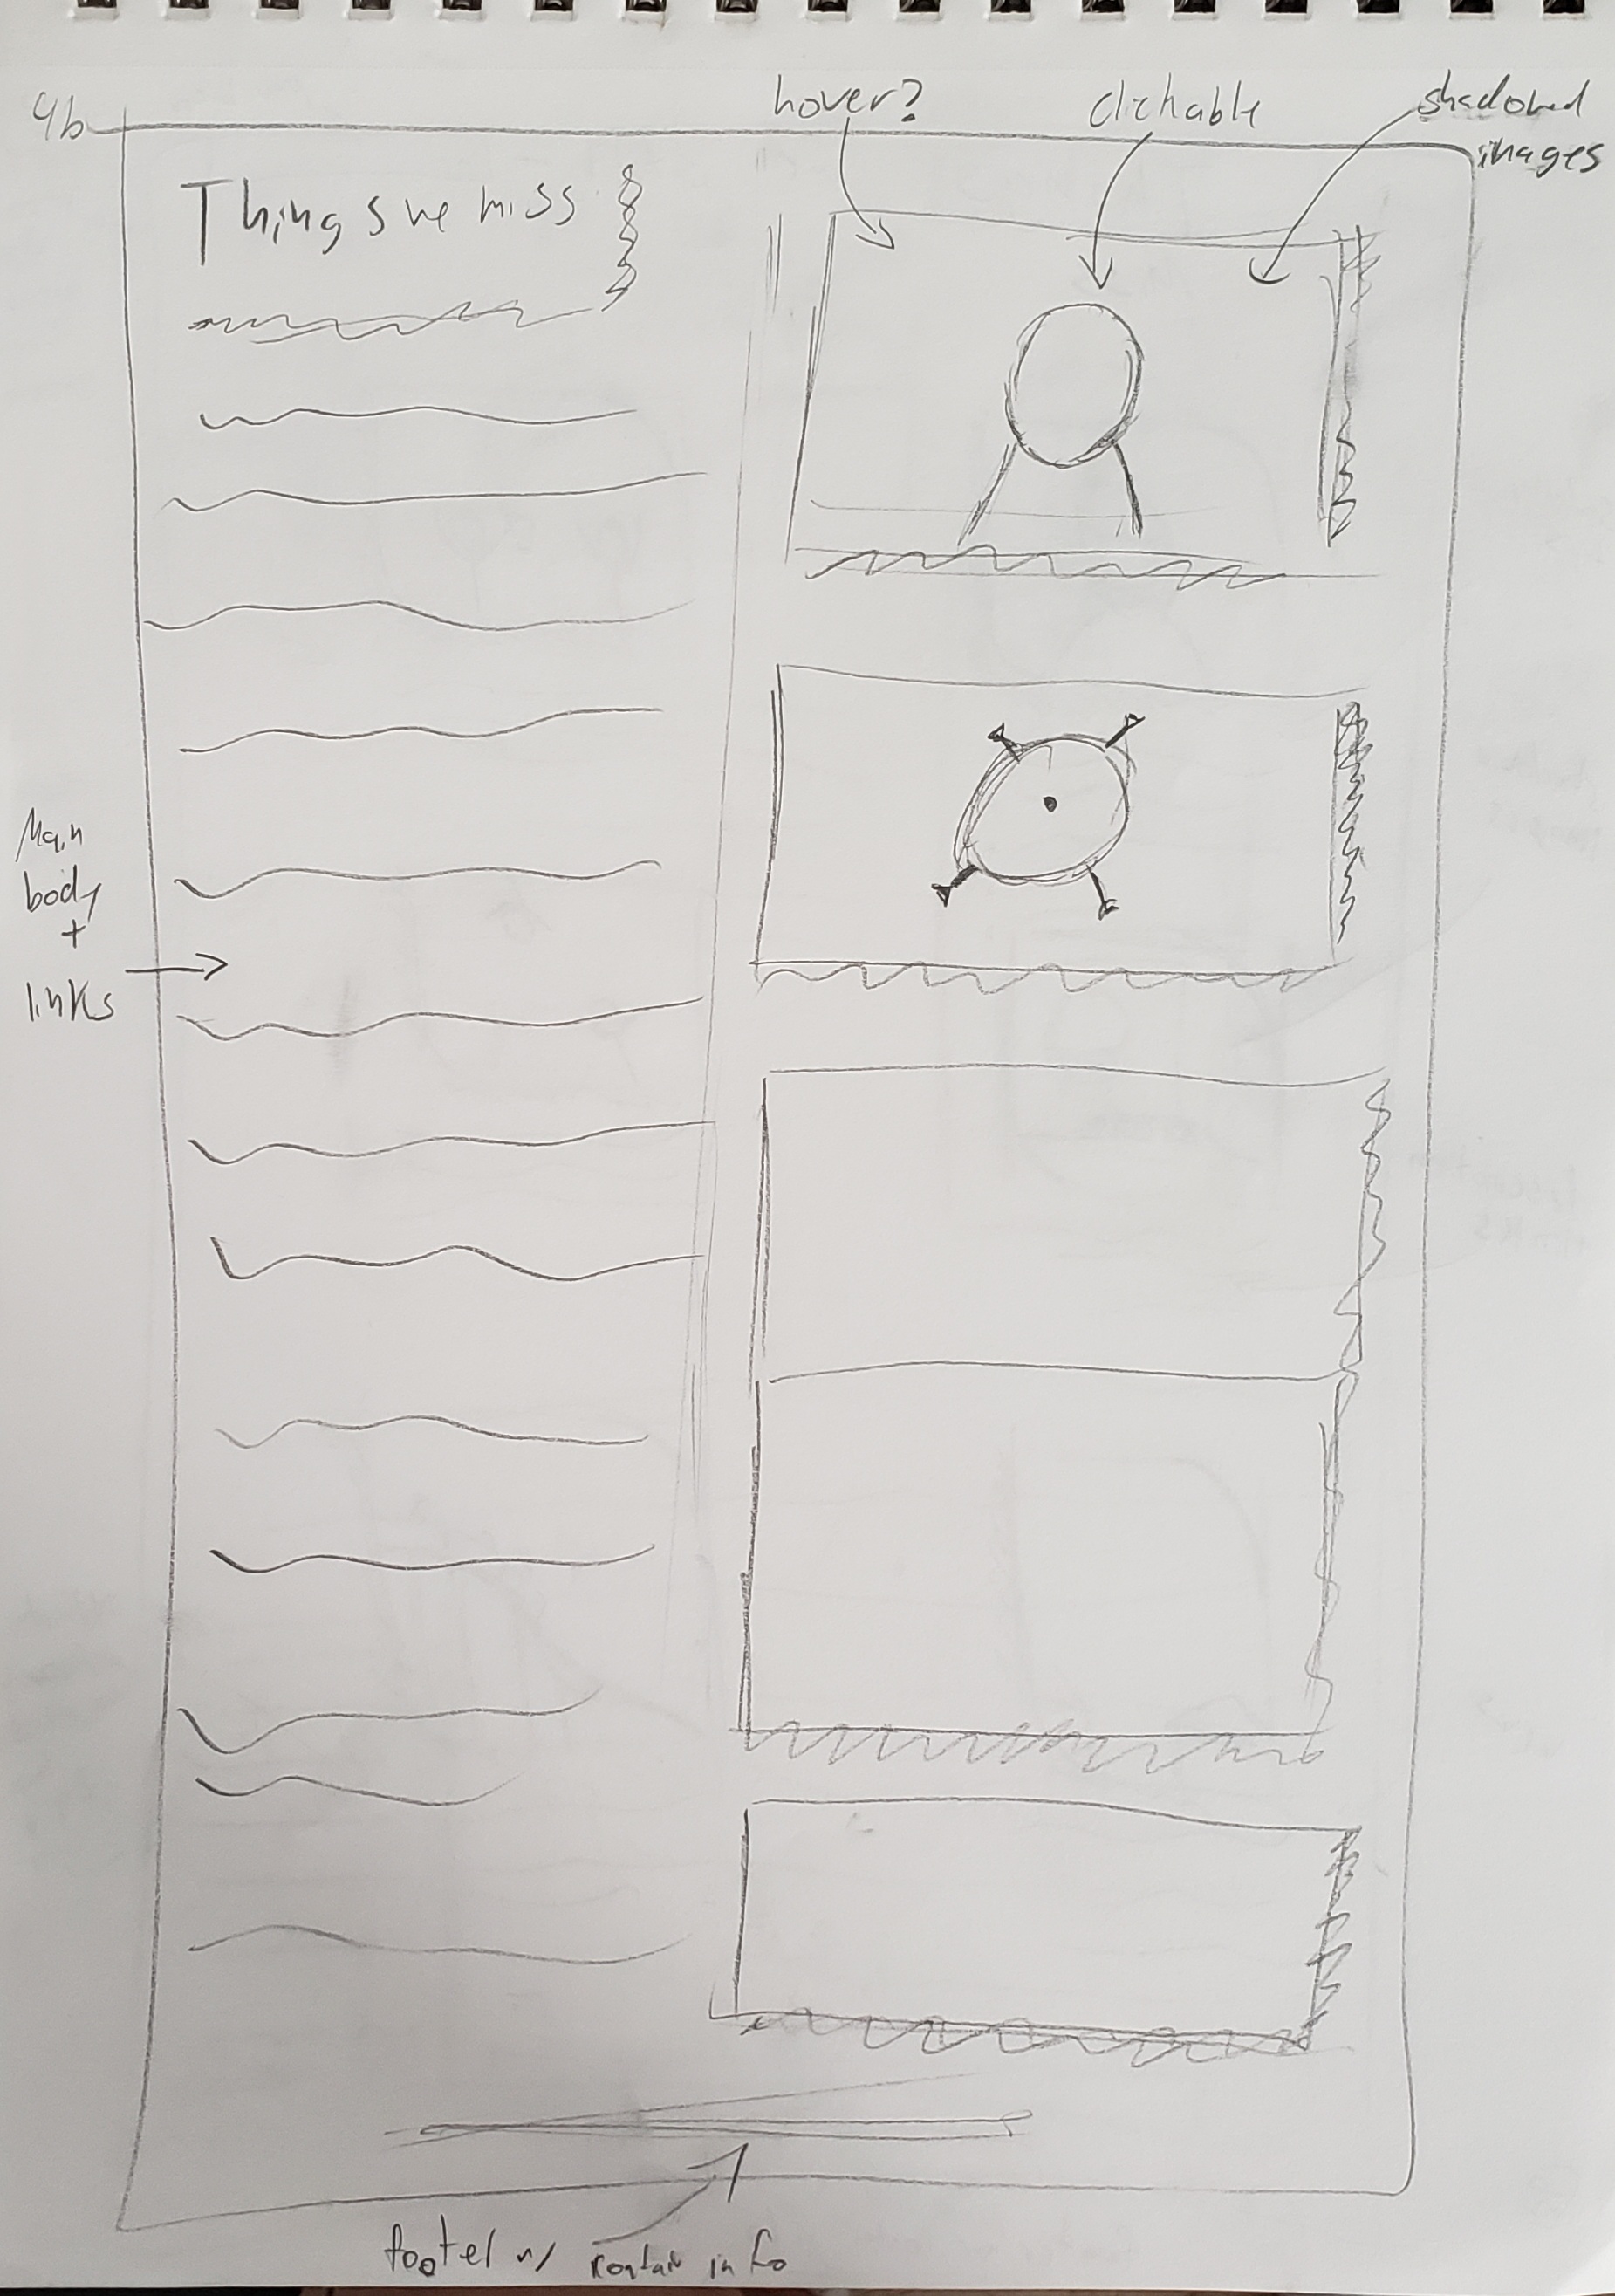 4b
hover?
clickable
shadowed
images
Things we miss
Main
body
+
links
footer w/ contact info